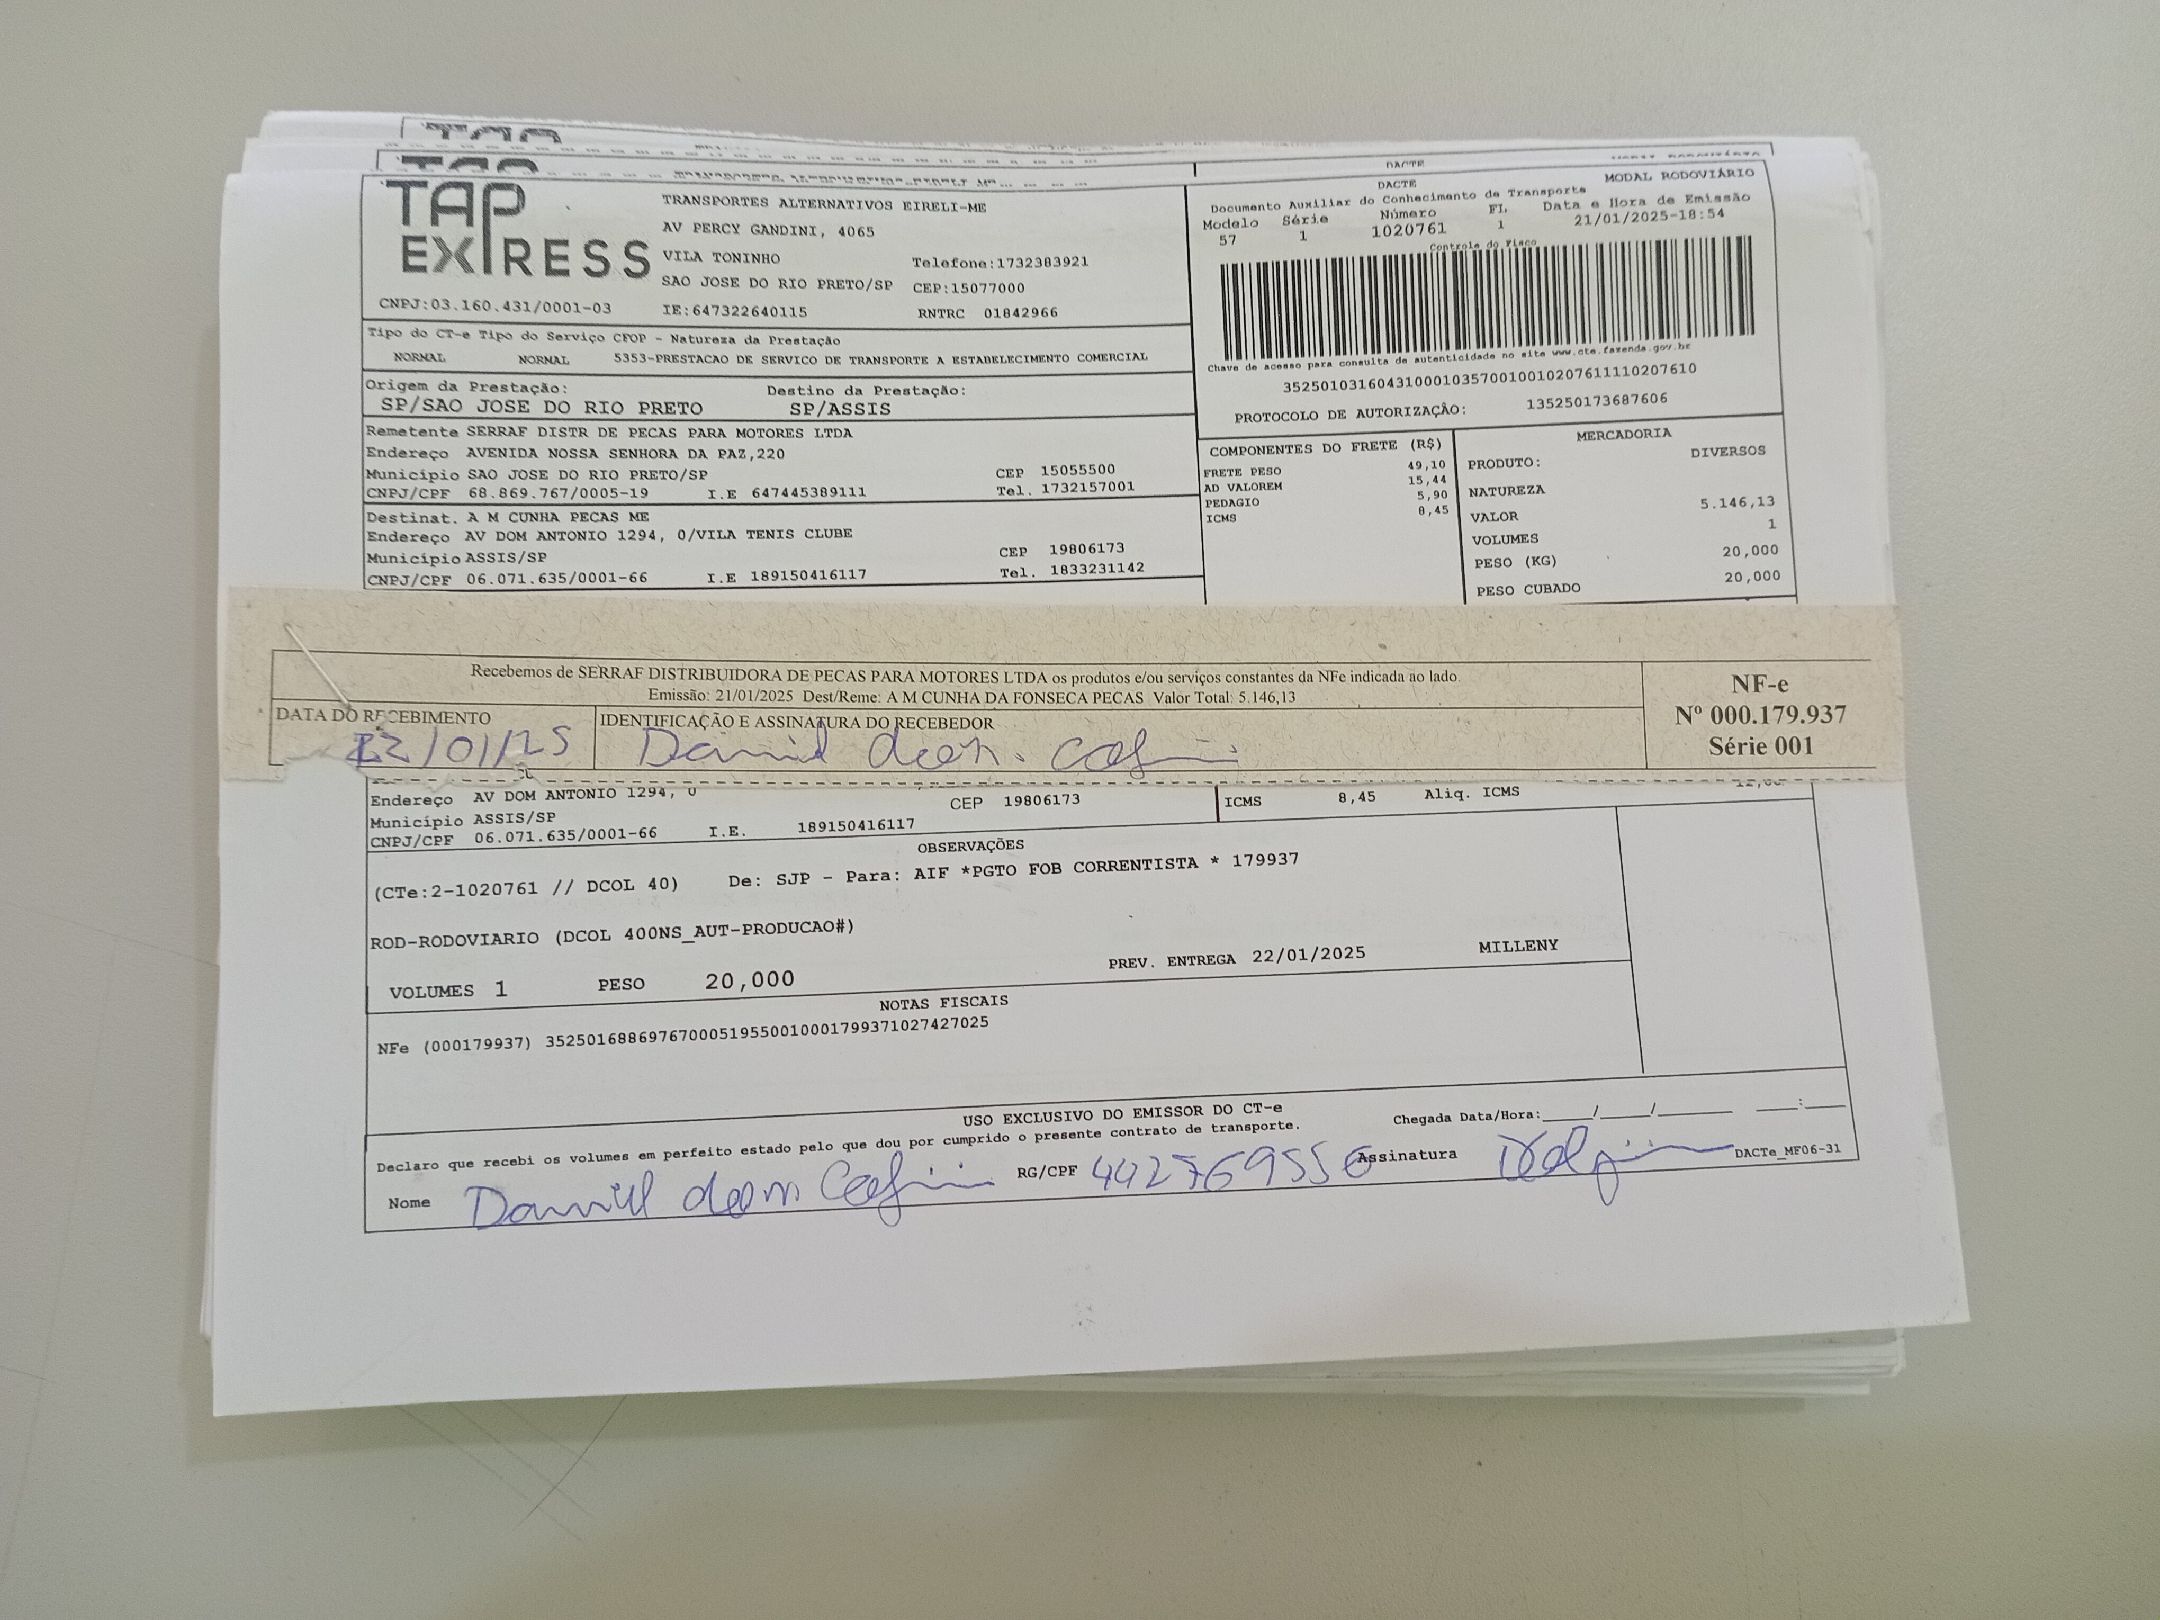 TAP EXPRESS
TRANSPORTES ALTERNATIVOS EIRELI-ME
AV PERCY GANDINI, 4065
VILA TONINHO Telefone:1732383921
SAO JOSE DO RIO PRETO/SP CEP:15077000
CNPJ:03.160.431/0001-03 IE:647322640115 RNTRC 01842966
DACTE
DACTE MODAL RODOVIÁRIO
Documento Auxiliar do Conhecimento de Transporte
Modelo Série Número FL Data e Hora de Emissão
57 1 1020761 1 21/01/2025-18:54
Controle do Fisco
Chave de acesso para consulta de autenticidade no site www.cte.fazenda.gov.br
35250103160431000103570010010207611110207610
PROTOCOLO DE AUTORIZAÇÂO: 135250173687606
Tipo do CT-e Tipo do Serviço CFOP - Natureza da Prestação
NORMAL NORMAL 5353-PRESTACAO DE SERVICO DE TRANSPORTE A ESTABELECIMENTO COMERCIAL
Origem da Prestação: Destino da Prestação:
SP/SAO JOSE DO RIO PRETO SP/ASSIS
Remetente SERRAF DISTR DE PECAS PARA MOTORES LTDA
Endereço AVENIDA NOSSA SENHORA DA PAZ,220
Município SAO JOSE DO RIO PRETO/SP CEP 15055500
CNPJ/CPF 68.869.767/0005-19 I.E 647445389111 Tel. 1732157001
Destinat. A M CUNHA PECAS ME
Endereço AV DOM ANTONIO 1294, 0/VILA TENIS CLUBE
Município ASSIS/SP CEP 19806173
CNPJ/CPF 06.071.635/0001-66 I.E 189150416117 Tel. 1833231142
COMPONENTES DO FRETE (R$)
FRETE PESO 49,10
AD VALOREM 15,44
PEDAGIO 5,90
ICMS 8,45
MERCADORIA
PRODUTO: DIVERSOS
NATUREZA
VALOR 5.146,13
VOLUMES 1
PESO (KG) 20,000
PESO CUBADO 20,000
Recebemos de SERRAF DISTRIBUIDORA DE PECAS PARA MOTORES LTDA os produtos e/ou serviços constantes da NFe indicada ao lado.
Emissão: 21/01/2025 Dest/Reme: A M CUNHA DA FONSECA PECAS Valor Total: 5.146,13
DATA DO RECEBIMENTO IDENTIFICAÇÃO E ASSINATURA DO RECEBEDOR
22/01/25 Daniel
NF-e
Nº 000.179.937
Série 001
Endereço AV DOM ANTONIO 1294, 0 CEP 19806173
Município ASSIS/SP
CNPJ/CPF 06.071.635/0001-66 I.E. 189150416117
ICMS 8,45 Aliq. ICMS
OBSERVAÇÕES
(CTe:2-1020761 // DCOL 40) De: SJP - Para: AIF *PGTO FOB CORRENTISTA * 179937
ROD-RODOVIARIO (DCOL 400NS_AUT-PRODUCAO#)
VOLUMES 1 PESO 20,000 PREV. ENTREGA 22/01/2025 MILLENY
NOTAS FISCAIS
NFe (000179937) 35250168869767000519550010001799371027427025
USO EXCLUSIVO DO EMISSOR DO CT-e
Chegada Data/Hora:____/____/______ ____:____
Declaro que recebi os volumes em perfeito estado pelo que dou por cumprido o presente contrato de transporte.
Nome Daniel RG/CPF 442769556 Assinatura DACTe_MF06-31